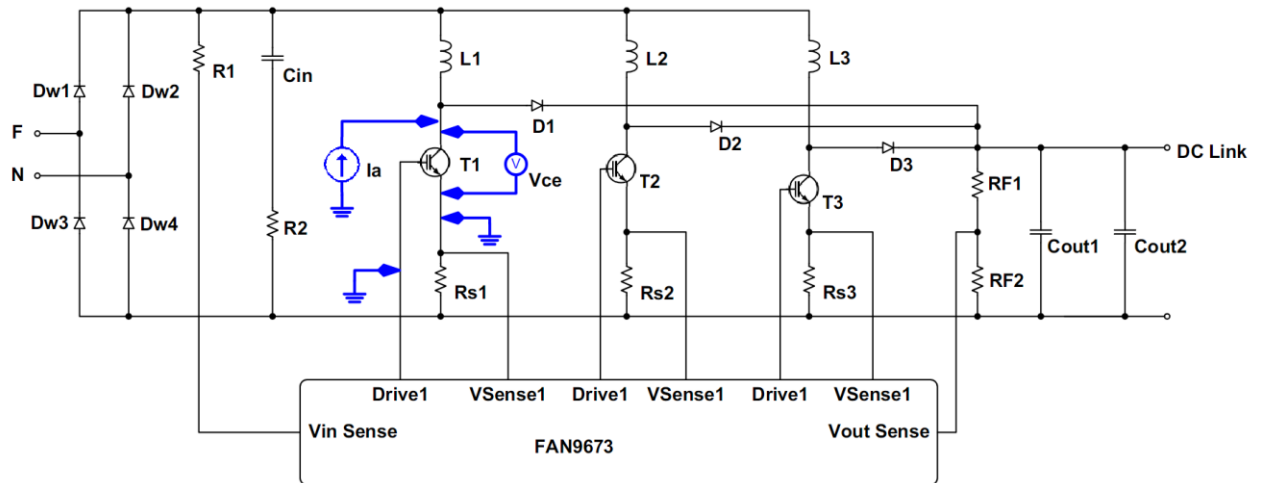 L1
L2
L3
R1
Cin
Dw1
Dw2
D1
F
D2
T1
DC Link
Ia
V
D3
N
Vce
T2
RF1
T3
Dw3
Dw4
R2
Cout1
Cout2
Rs1
Rs2
Rs3
RF2
Drive1
VSense1
Drive1
VSense1
Drive1
VSense1
Vin Sense
Vout Sense
FAN9673